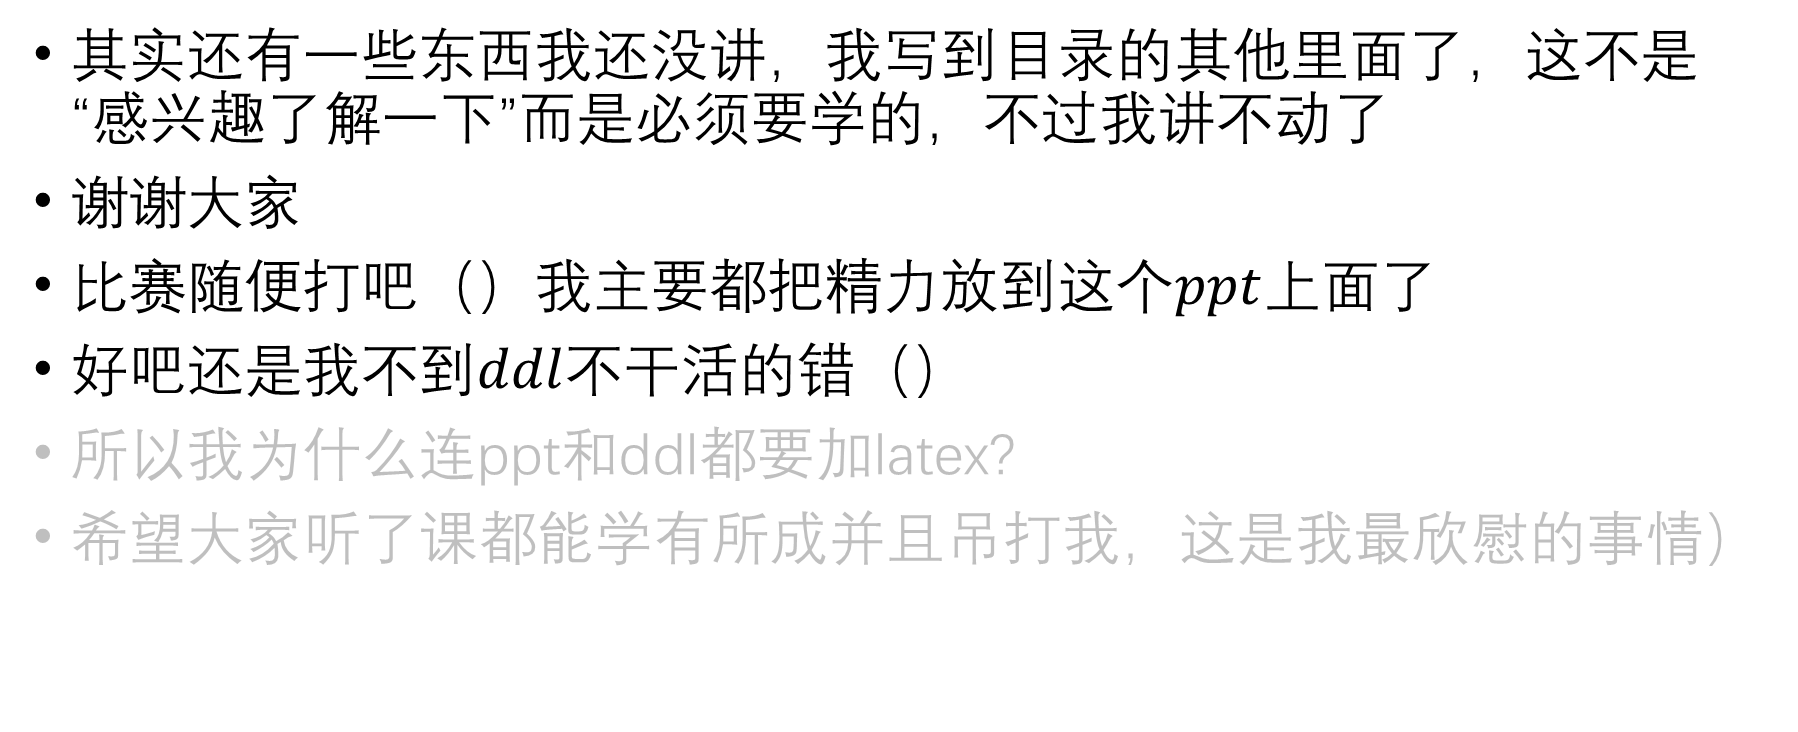 • 其实还有一些东西我还没讲，我写到目录的其他里面了，这不是
“感兴趣了解一下”而是必须要学的，不过我讲不动了
• 谢谢大家
• 比赛随便打吧（）我主要都把精力放到这个ppt上面了
• 好吧还是我不到ddl不干活的错（）
• 所以我为什么连ppt和ddl都要加latex?
• 希望大家听了课都能学有所成并且吊打我，这是我最欣慰的事情）